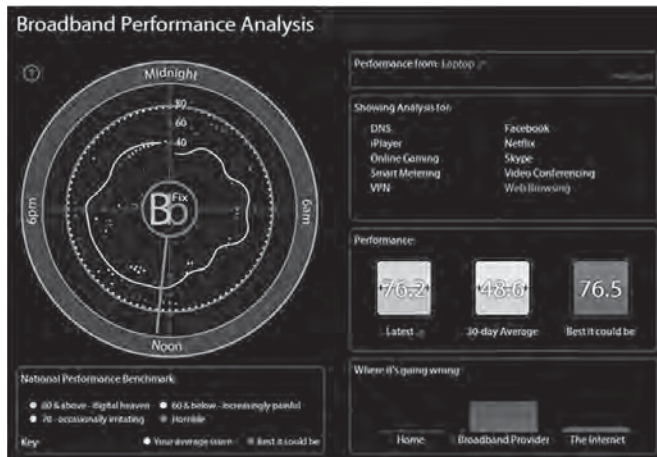 Broadband Performance Analysis
Midnight
80
60
40
6pm
6am
Fix
Bo
Noon
Performance from: Laptop
Showing Analysis for:
DNS
iPlayer
Online Gaming
Smart Metering
VPN
Facebook
Netflix
Skype
Video Conferencing
Web Browsing
Performance:
76.2
48.6
76.5
Latest
30-day Average
Best it could be
National Performance Benchmark:
80 & above - digital heaven
60 & below - increasingly painful
70 - occasionally irritating
Horrible
Key:
Your average score
Best it could be
Where it's going wrong:
Home
Broadband Provider
The Internet